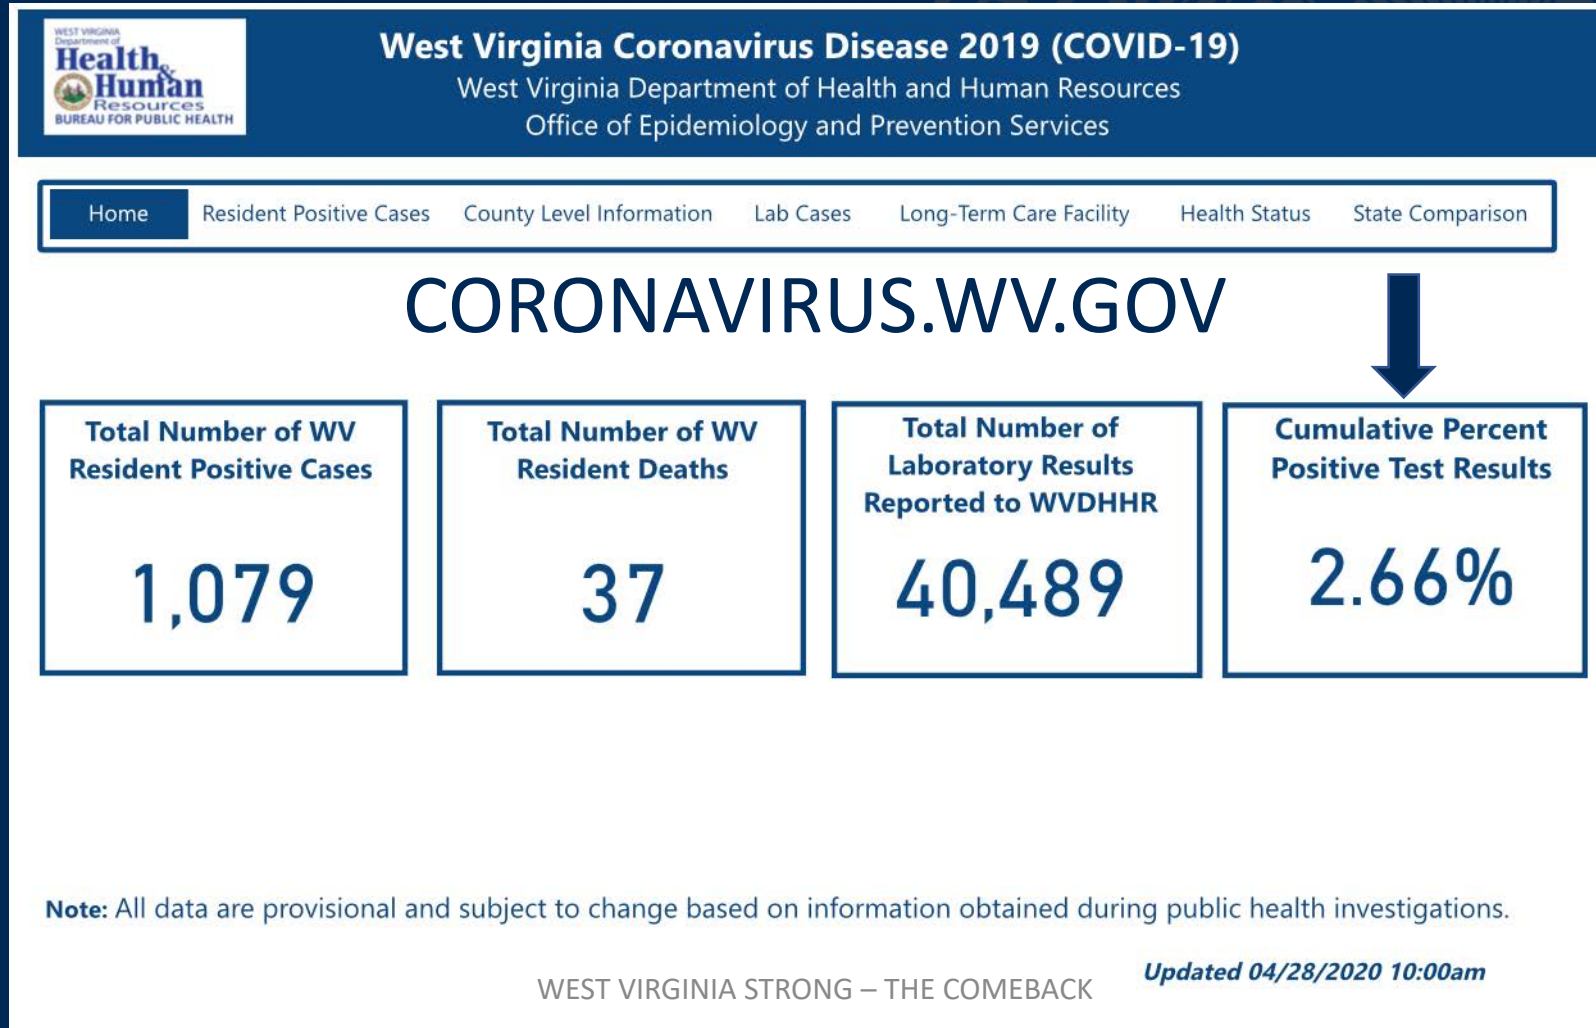 WEST VIRGINIA
Department of
Health &
Human
Resources
BUREAU FOR PUBLIC HEALTH
West Virginia Coronavirus Disease 2019 (COVID-19)
West Virginia Department of Health and Human Resources
Office of Epidemiology and Prevention Services
Home Resident Positive Cases County Level Information Lab Cases Long-Term Care Facility Health Status State Comparison
CORONAVIRUS.WV.GOV
Total Number of WV
Resident Positive Cases
1,079
Total Number of WV
Resident Deaths
37
Total Number of
Laboratory Results
Reported to WVDHHR
40,489
Cumulative Percent
Positive Test Results
2.66%
Note: All data are provisional and subject to change based on information obtained during public health investigations.
Updated 04/28/2020 10:00am
WEST VIRGINIA STRONG – THE COMEBACK